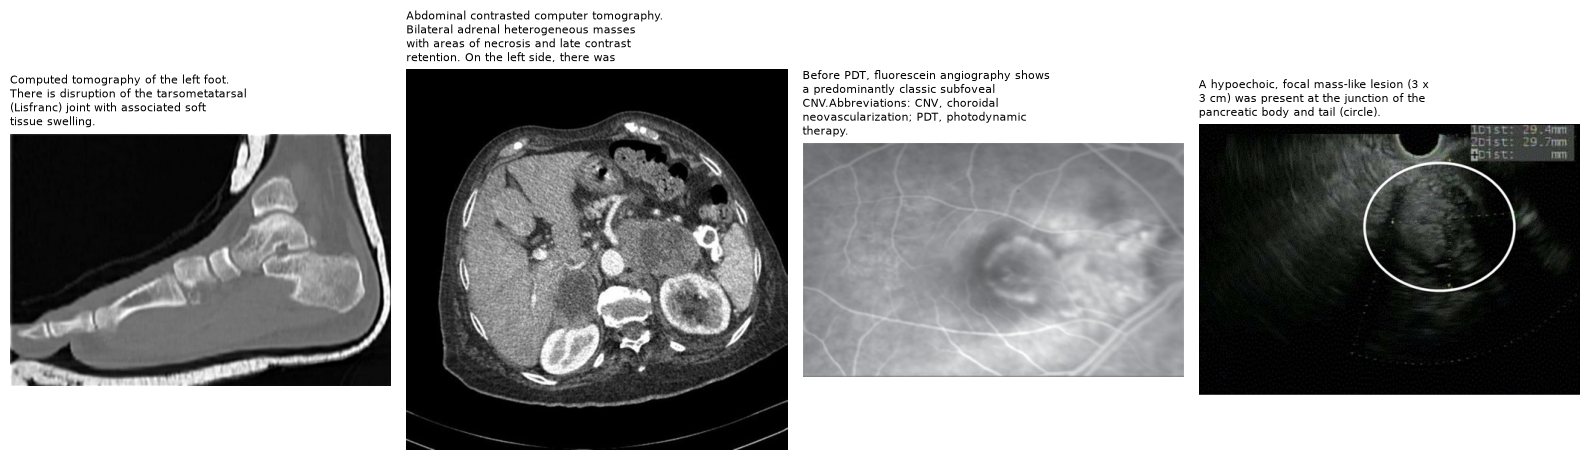 Computed tomography of the left foot.
There is disruption of the tarsometatarsal
(Lisfranc) joint with associated soft
tissue swelling.
Abdominal contrasted computer tomography.
Bilateral adrenal heterogeneous masses
with areas of necrosis and late contrast
retention. On the left side, there was
Before PDT, fluorescein angiography shows
a predominantly classic subfoveal
CNV.Abbreviations: CNV, choroidal
neovascularization; PDT, photodynamic
therapy.
A hypoechoic, focal mass-like lesion (3 x
3 cm) was present at the junction of the
pancreatic body and tail (circle).
1Dist: 29.4mm
2Dist: 29.7mm
Dist: mm